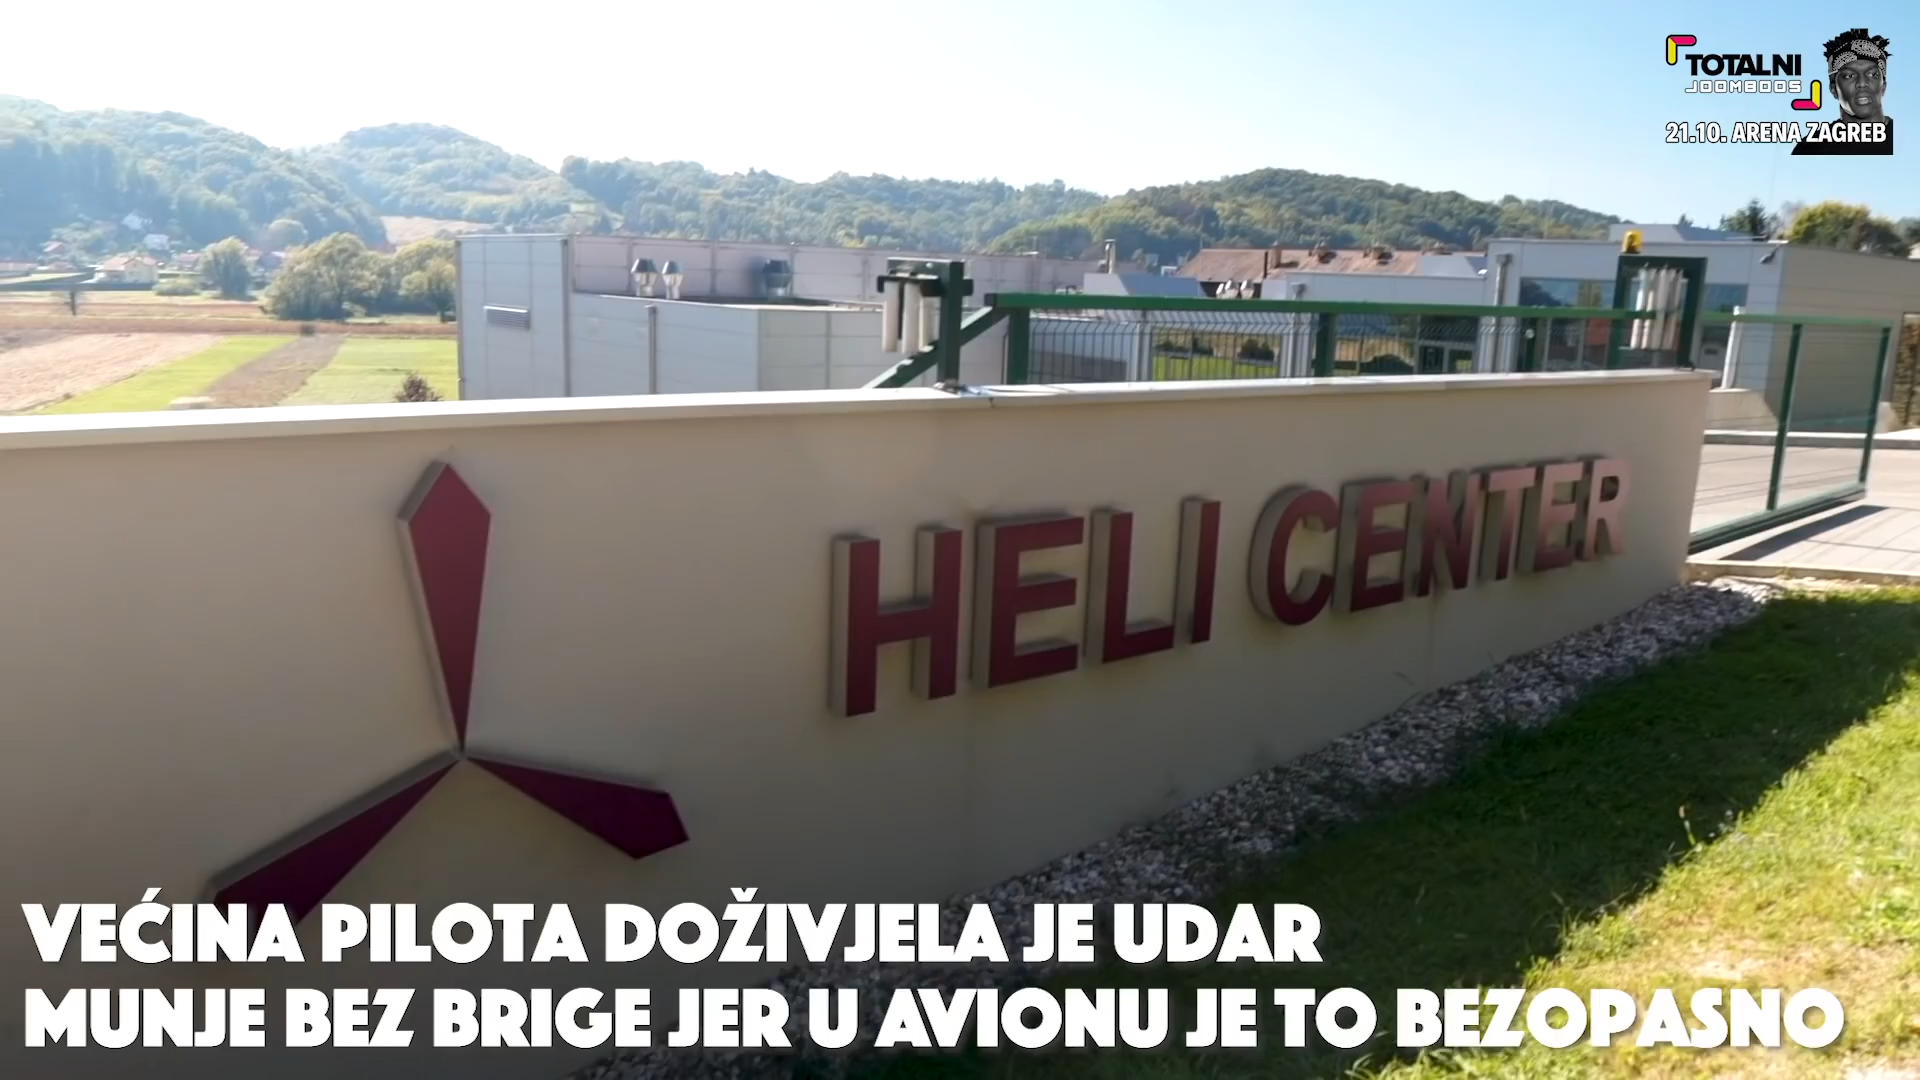 TOTALNI
JOOMBOOS
21.10. ARENA ZAGREB
HELI CENTER
VEĆINA PILOTA DOŽIVJELA JE UDAR
MUNJE BEZ BRIGE JER U AVIONU JE TO BEZOPASNO